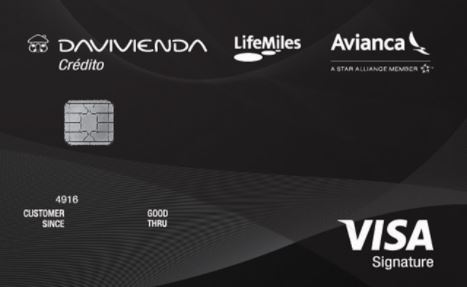 DAVIVIENDA
Crédito
LifeMiles
Avianca
A STAR ALLIANCE MEMBER
4916
CUSTOMER SINCE
GOOD THRU
VISA
Signature